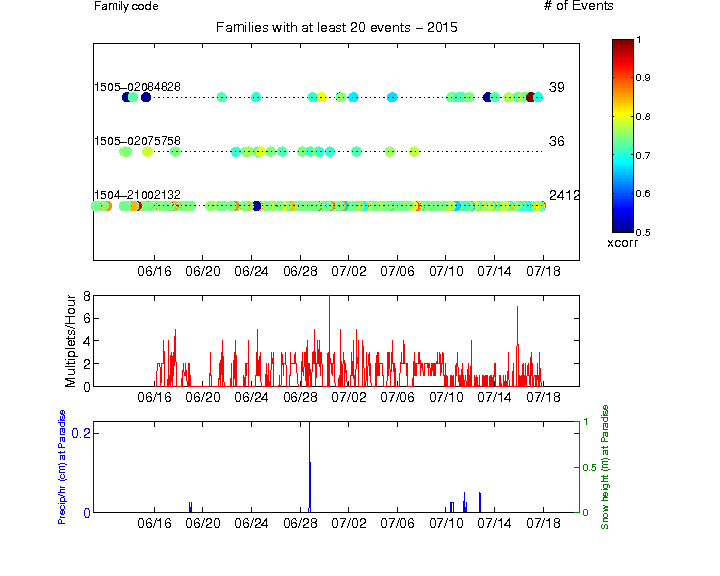 Family code
# of Events
Families with at least 20 events − 2015
1505−02084828
39
1505−02075758
36
1504−21002132
2412
06/16 06/20 06/24 06/28 07/02 07/06 07/10 07/14 07/18
1
0.9
0.8
0.7
0.6
0.5
xcorr
Multiplets/Hour
8
6
4
2
0
06/16 06/20 06/24 06/28 07/02 07/06 07/10 07/14 07/18
Precip/hr (cm) at Paradise
0.2
0
1
0.5
0
Snow height (m) at Paradise
06/16 06/20 06/24 06/28 07/02 07/06 07/10 07/14 07/18